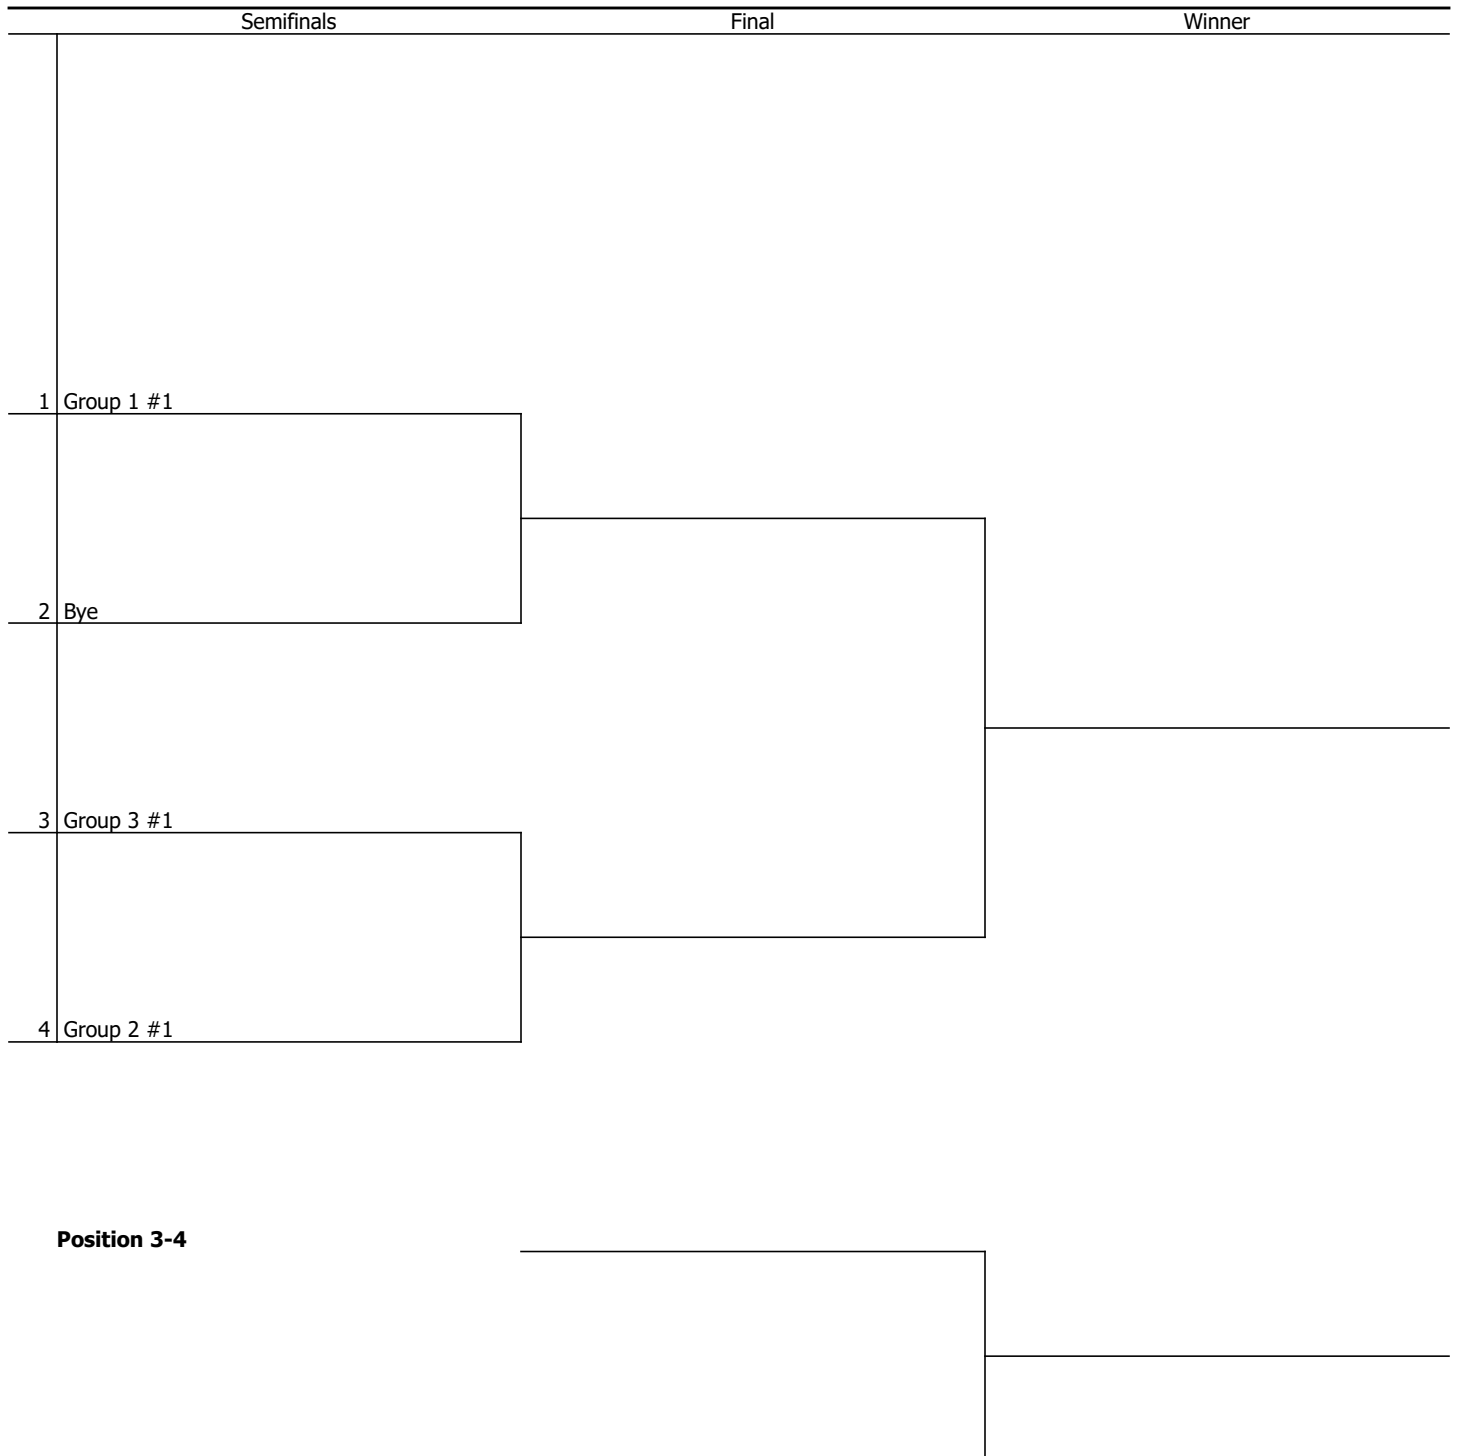 Semifinals Final Winner
1 Group 1 #1
2 Bye
3 Group 3 #1
4 Group 2 #1
Position 3-4